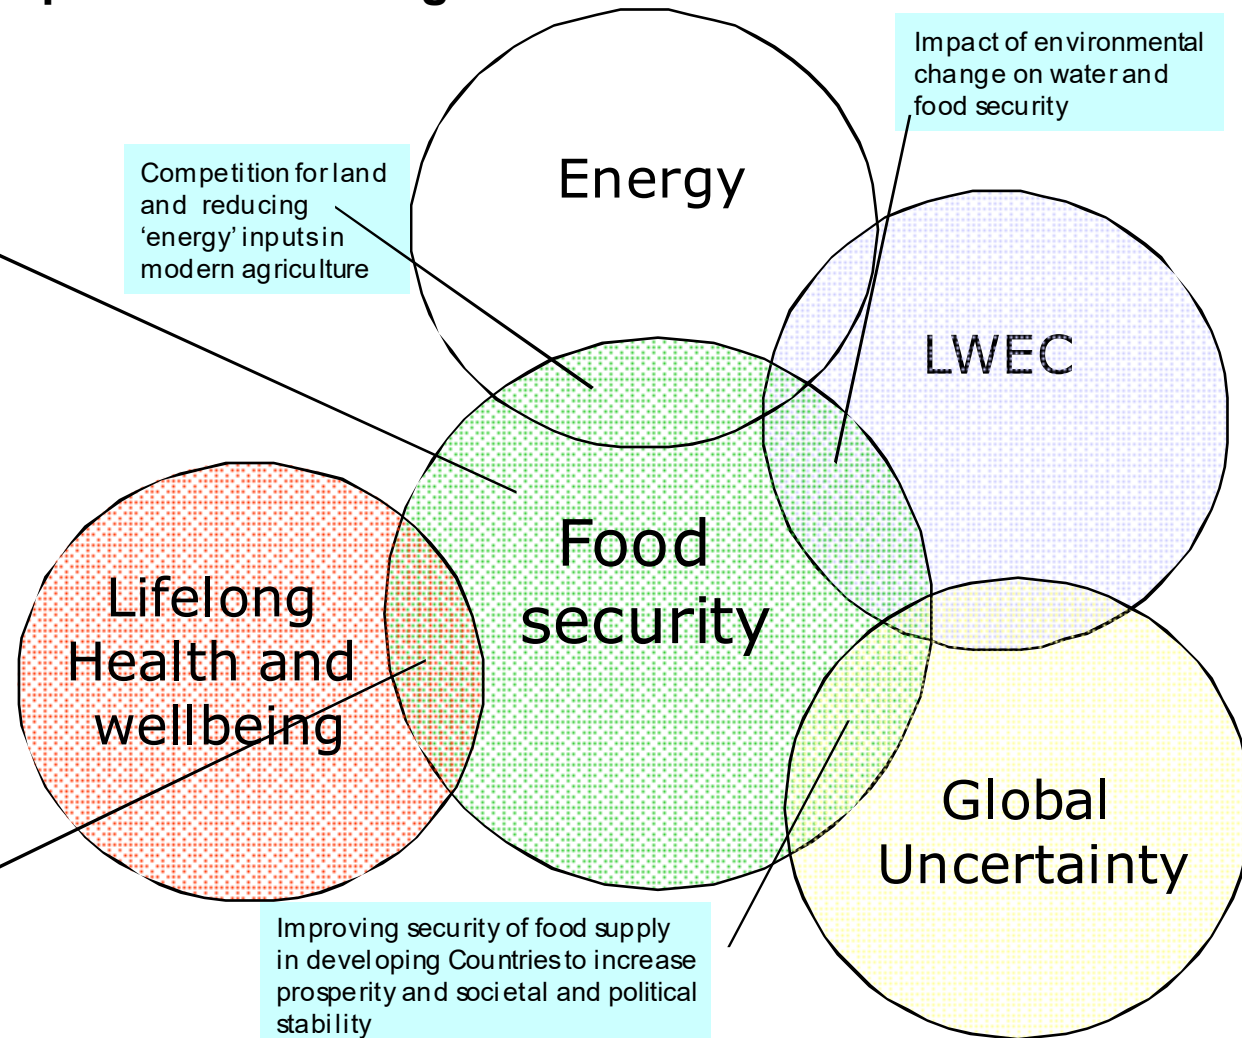 Impact of environmental
change on water and
food security
Competition for land
and reducing
‘energy’ inputs in
modern agriculture
Energy
LWEC
Food
security
Lifelong
Health and
wellbeing
Global
Uncertainty
Improving security of food supply
in developing Countries to increase
prosperity and societal and political
stability